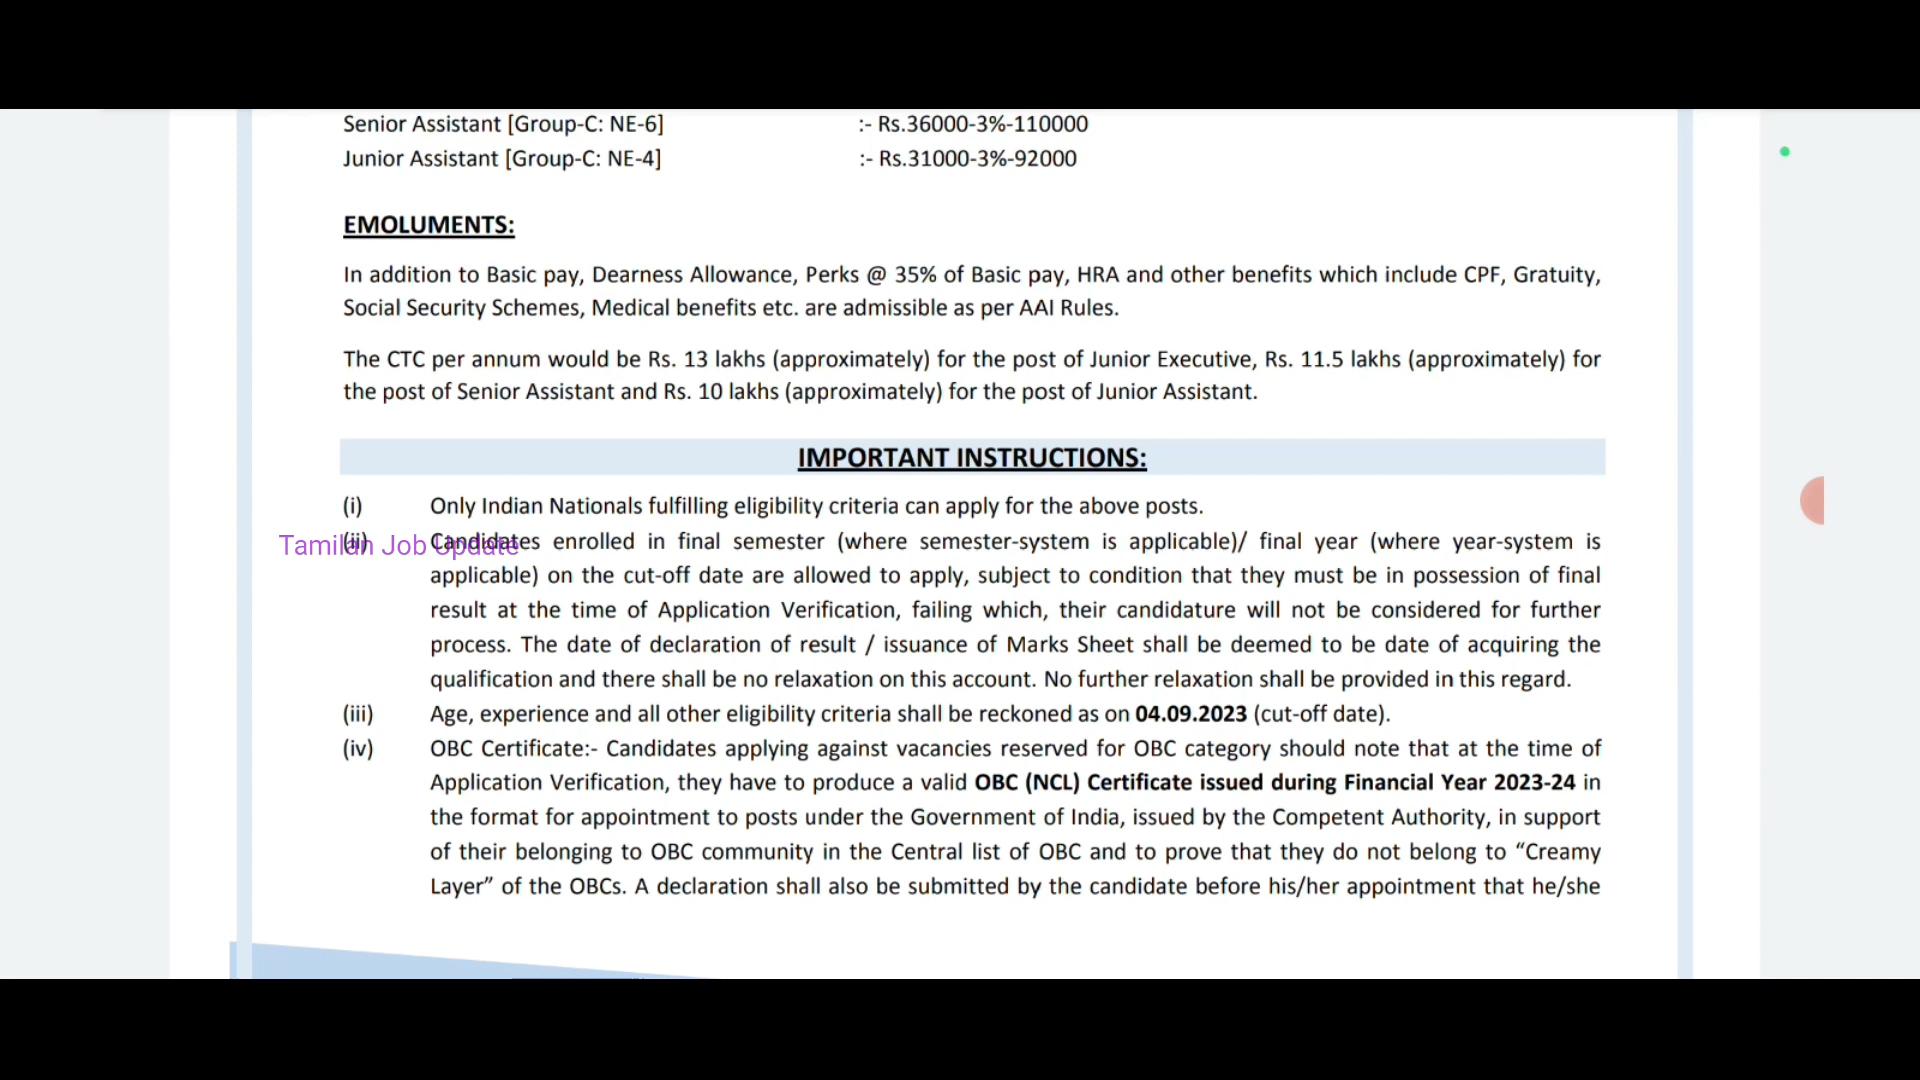 Senior Assistant [Group-C: NE-6] :- Rs.36000-3%-110000
Junior Assistant [Group-C: NE-4] :- Rs.31000-3%-92000
EMOLUMENTS:
In addition to Basic pay, Dearness Allowance, Perks @ 35% of Basic pay, HRA and other benefits which include CPF, Gratuity,
Social Security Schemes, Medical benefits etc. are admissible as per AAI Rules.
The CTC per annum would be Rs. 13 lakhs (approximately) for the post of Junior Executive, Rs. 11.5 lakhs (approximately) for
the post of Senior Assistant and Rs. 10 lakhs (approximately) for the post of Junior Assistant.
IMPORTANT INSTRUCTIONS:
(i) Only Indian Nationals fulfilling eligibility criteria can apply for the above posts.
(ii) Candidates enrolled in final semester (where semester-system is applicable)/ final year (where year-system is
Tamilan Job Update
applicable) on the cut-off date are allowed to apply, subject to condition that they must be in possession of final
result at the time of Application Verification, failing which, their candidature will not be considered for further
process. The date of declaration of result / issuance of Marks Sheet shall be deemed to be date of acquiring the
qualification and there shall be no relaxation on this account. No further relaxation shall be provided in this regard.
(iii) Age, experience and all other eligibility criteria shall be reckoned as on 04.09.2023 (cut-off date).
(iv) OBC Certificate:- Candidates applying against vacancies reserved for OBC category should note that at the time of
Application Verification, they have to produce a valid OBC (NCL) Certificate issued during Financial Year 2023-24 in
the format for appointment to posts under the Government of India, issued by the Competent Authority, in support
of their belonging to OBC community in the Central list of OBC and to prove that they do not belong to “Creamy
Layer” of the OBCs. A declaration shall also be submitted by the candidate before his/her appointment that he/she